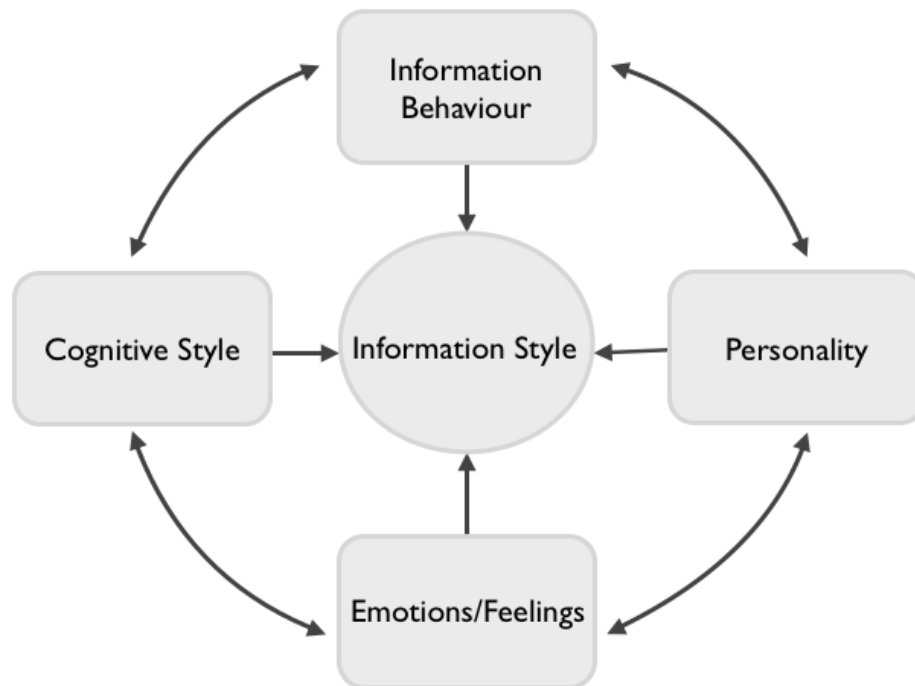 Information
Behaviour
Cognitive Style
Information Style
Personality
Emotions/Feelings